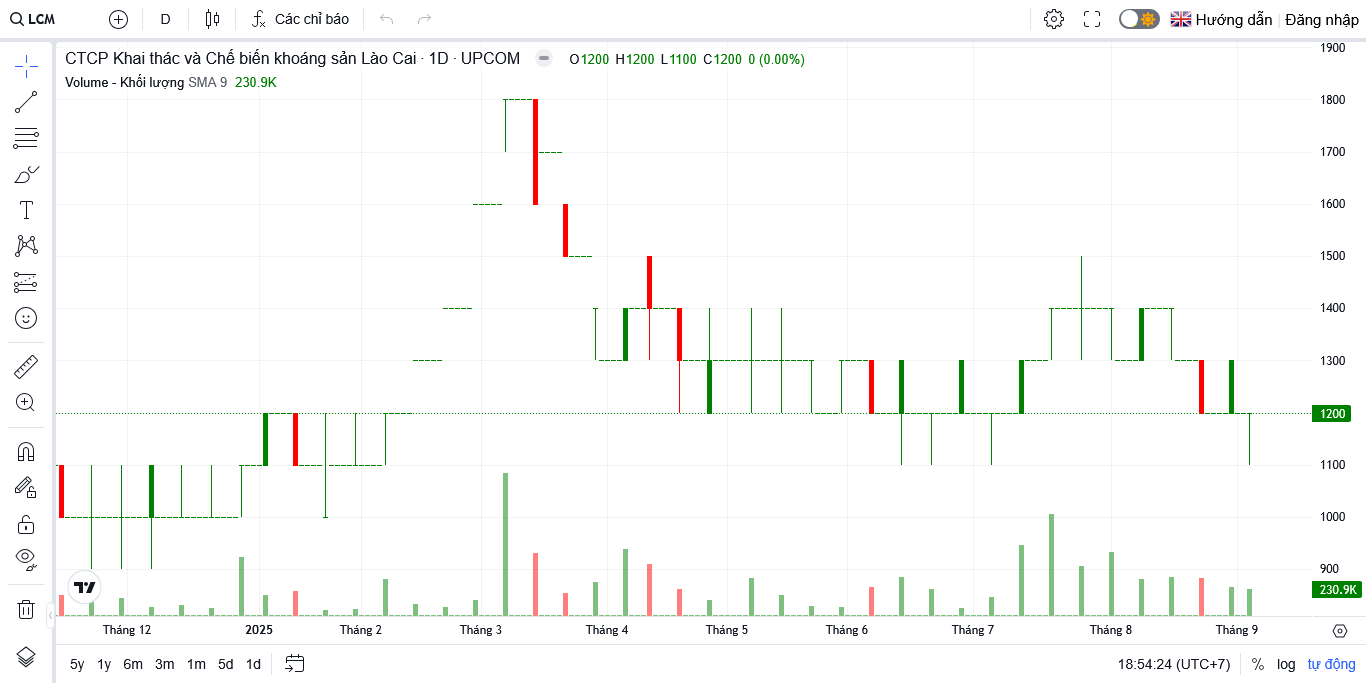 LCM D Các chỉ báo Hướng dẫn Đăng nhập
CTCP Khai thác và Chế biến khoáng sản Lào Cai · 1D · UPCOM O1200 H1200 L1100 C1200 0 (0.00%)
Volume - Khối lượng SMA 9 230.9K
1900
1800
1700
1600
1500
1400
1300
1200
1100
1000
900
230.9K
Tháng 12 2025 Tháng 2 Tháng 3 Tháng 4 Tháng 5 Tháng 6 Tháng 7 Tháng 8 Tháng 9
5y 1y 6m 3m 1m 5d 1d 18:54:24 (UTC+7) % log tự động